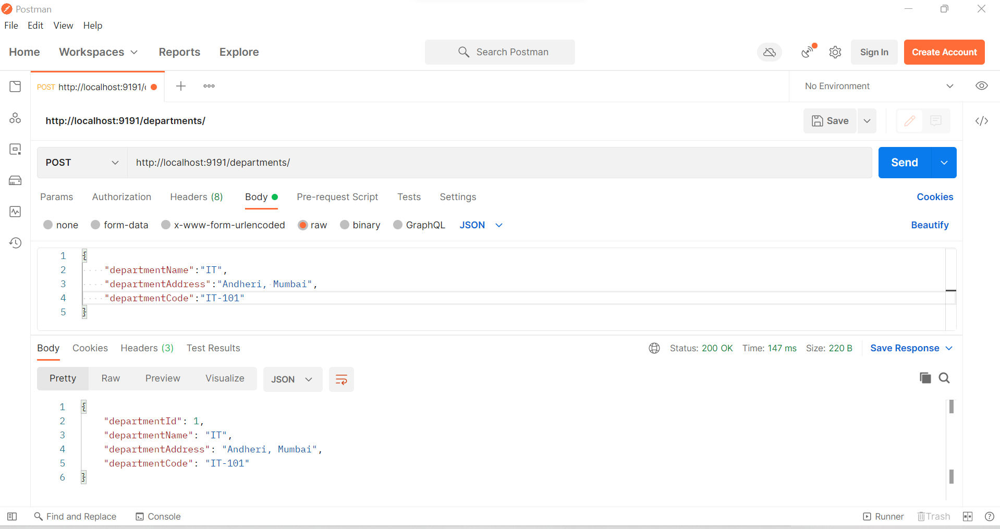 Postman
File Edit View Help
Home Workspaces Reports Explore Search Postman Sign In Create Account
POST http://localhost:9191/ No Environment
http://localhost:9191/departments/ Save
POST http://localhost:9191/departments/ Send
Params Authorization Headers (8) Body Pre-request Script Tests Settings Cookies
none form-data x-www-form-urlencoded raw binary GraphQL JSON Beautify
1 {
2 "departmentName":"IT",
3 "departmentAddress":"Andheri, Mumbai",
4 "departmentCode":"IT-101"
5 }
Body Cookies Headers (3) Test Results Status: 200 OK Time: 147 ms Size: 220 B Save Response
Pretty Raw Preview Visualize JSON
1 {
2 "departmentId": 1,
3 "departmentName": "IT",
4 "departmentAddress": "Andheri, Mumbai",
5 "departmentCode": "IT-101"
6 }
Find and Replace Console Runner Trash